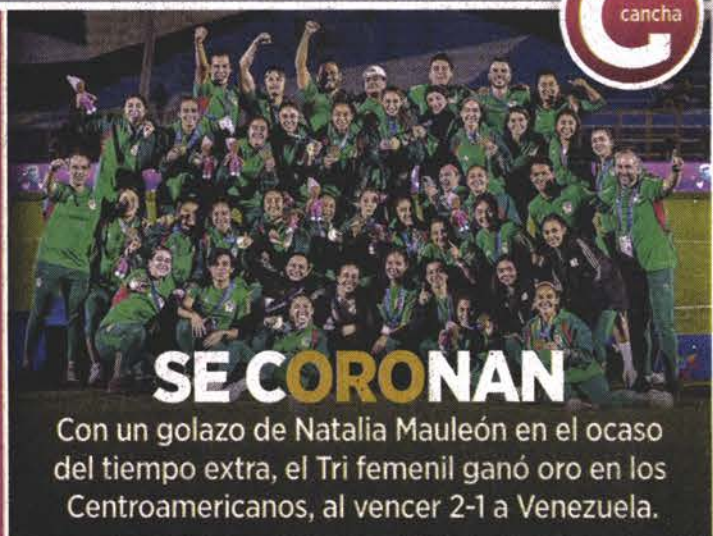 cancha
SE CORONAN
Con un golazo de Natalia Mauleón en el ocaso
del tiempo extra, el Tri femenil ganó oro en los
Centroamericanos, al vencer 2-1 a Venezuela.